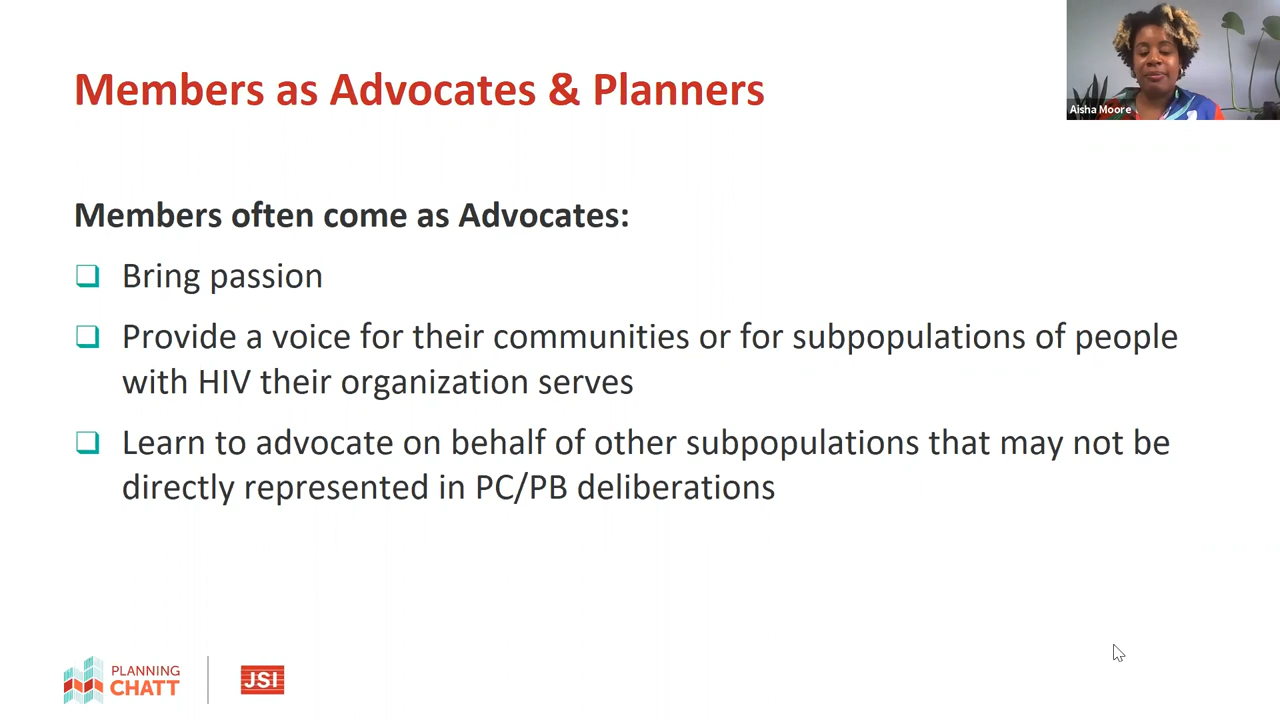 Members as Advocates & Planners
Aisha Moore
Members often come as Advocates:
Bring passion
Provide a voice for their communities or for subpopulations of people
with HIV their organization serves
Learn to advocate on behalf of other subpopulations that may not be
directly represented in PC/PB deliberations
PLANNING
CHATT
JSI